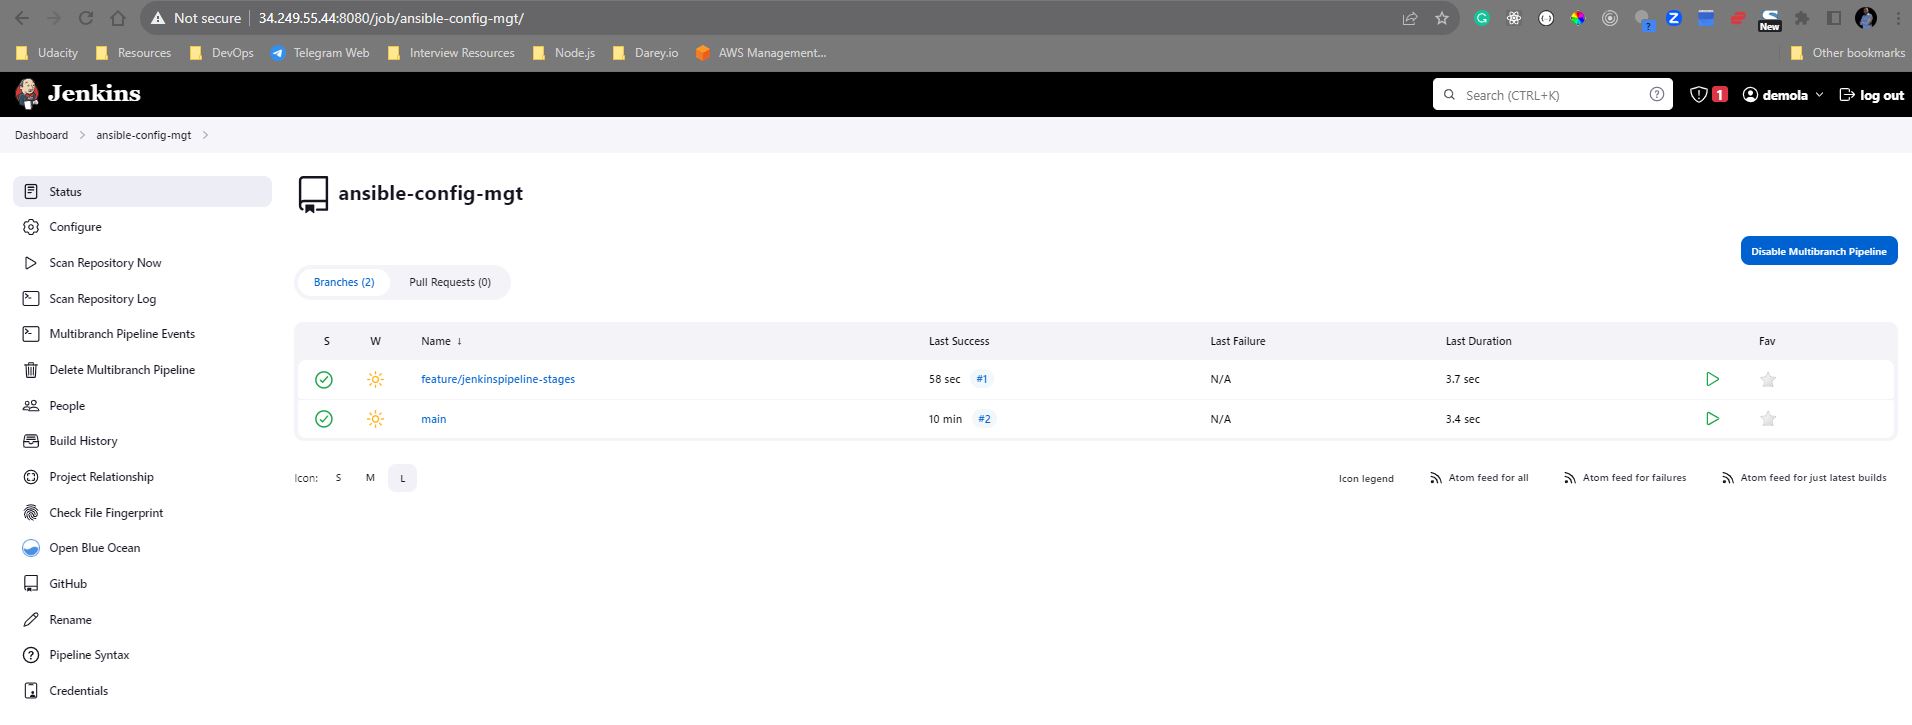 Not secure 34.249.55.44:8080/job/ansible-config-mgt/
New
Udacity Resources DevOps Telegram Web Interview Resources Node.js Darey.io AWS Management... Other bookmarks
Jenkins Search (CTRL+K) 1 demola log out
Dashboard ansible-config-mgt
Status
Configure
Scan Repository Now
Scan Repository Log
Multibranch Pipeline Events
Delete Multibranch Pipeline
People
Build History
Project Relationship
Check File Fingerprint
Open Blue Ocean
GitHub
Rename
Pipeline Syntax
Credentials
ansible-config-mgt
Disable Multibranch Pipeline
Branches (2) Pull Requests (0)
S W Name ↓ Last Success Last Failure Last Duration Fav
feature/jenkinspipeline-stages 58 sec #1 N/A 3.7 sec
main 10 min #2 N/A 3.4 sec
Icon: S M L Icon legend Atom feed for all Atom feed for failures Atom feed for just latest builds